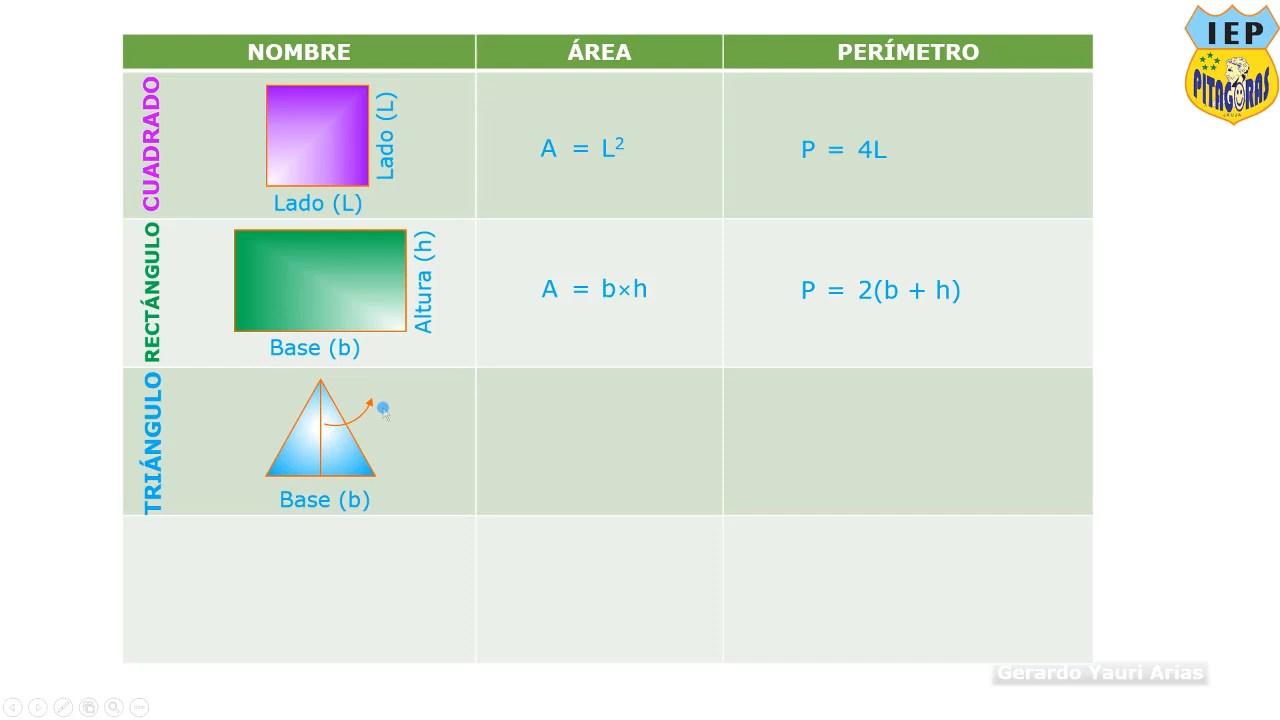 NOMBRE ÁREA PERÍMETRO
CUADRADO
Lado (L)
Lado (L)
A = L²
P = 4L
RECTÁNGULO
Altura (h)
Base (b)
A = b×h
P = 2(b + h)
TRIÁNGULO
Base (b)
IEP
PITAGORAS
JAUJA
Gerardo Yauri Arias